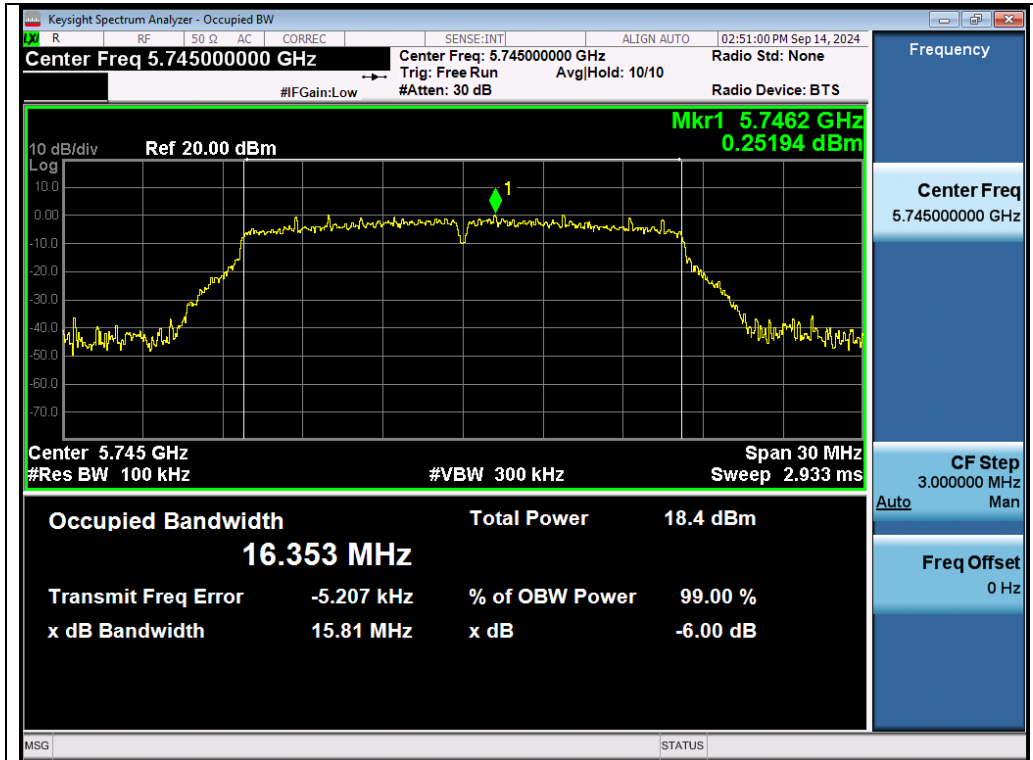 Keysight Spectrum Analyzer - Occupied BW
LXI R RF 50 Ω AC CORREC SENSE:INT ALIGN AUTO 02:51:00 PM Sep 14, 2024
Center Freq 5.745000000 GHz
Center Freq: 5.745000000 GHz
Radio Std: None
Trig: Free Run Avg|Hold: 10/10
#IFGain:Low
#Atten: 30 dB
Radio Device: BTS
Mkr1 5.7462 GHz
0.25194 dBm
10 dB/div Ref 20.00 dBm
Log
10.0
1
0.00
-10.0
-20.0
-30.0
-40.0
-50.0
-60.0
-70.0
Center 5.745 GHz Span 30 MHz
#Res BW 100 kHz #VBW 300 kHz Sweep 2.933 ms
Occupied Bandwidth Total Power 18.4 dBm
16.353 MHz
Transmit Freq Error -5.207 kHz % of OBW Power 99.00 %
x dB Bandwidth 15.81 MHz x dB -6.00 dB
Frequency
Center Freq
5.745000000 GHz
CF Step
3.000000 MHz
Auto Man
Freq Offset
0 Hz
MSG STATUS